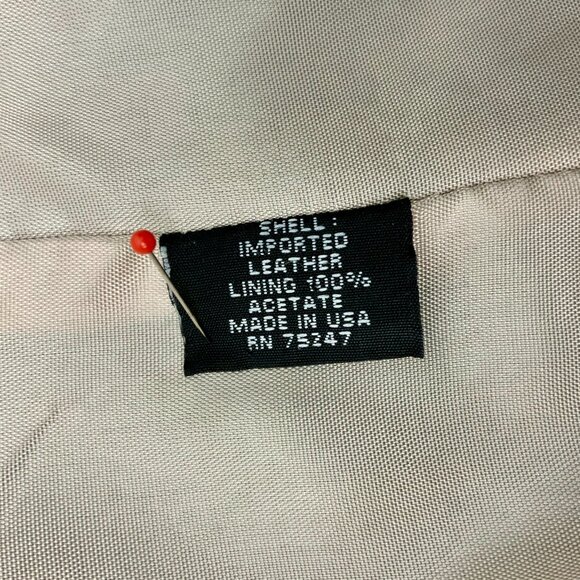 SHELL:
IMPORTED
LEATHER
LINING 100%
ACETATE
MADE IN USA
RN 75247